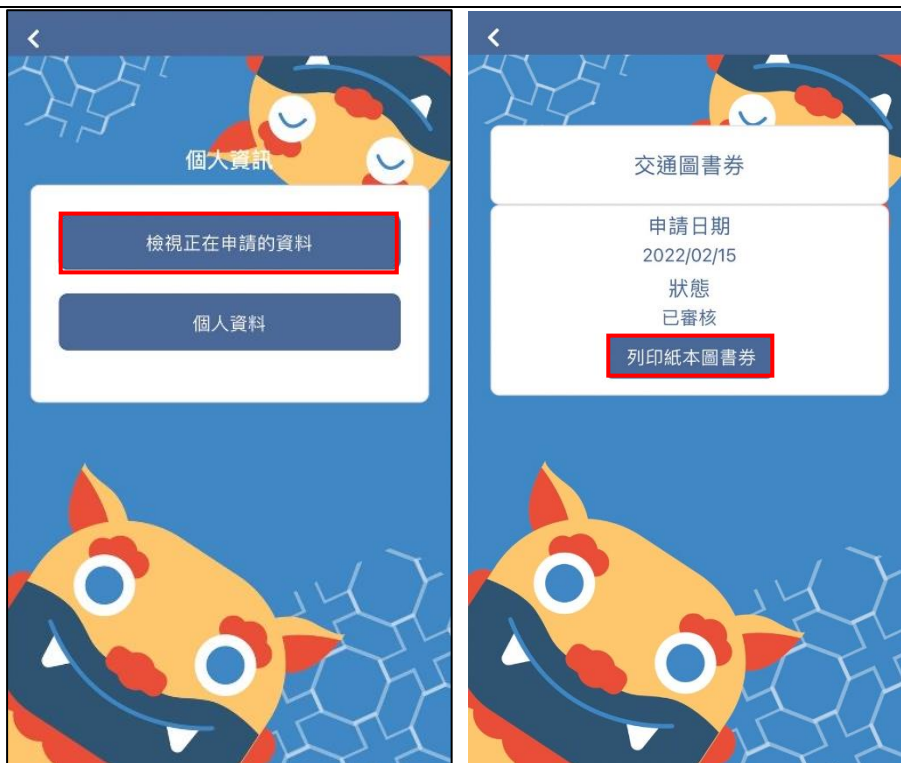 個人資訊
檢視正在申請的資料
個人資料
交通圖書券
申請日期
2022/02/15
狀態
已審核
列印紙本圖書券